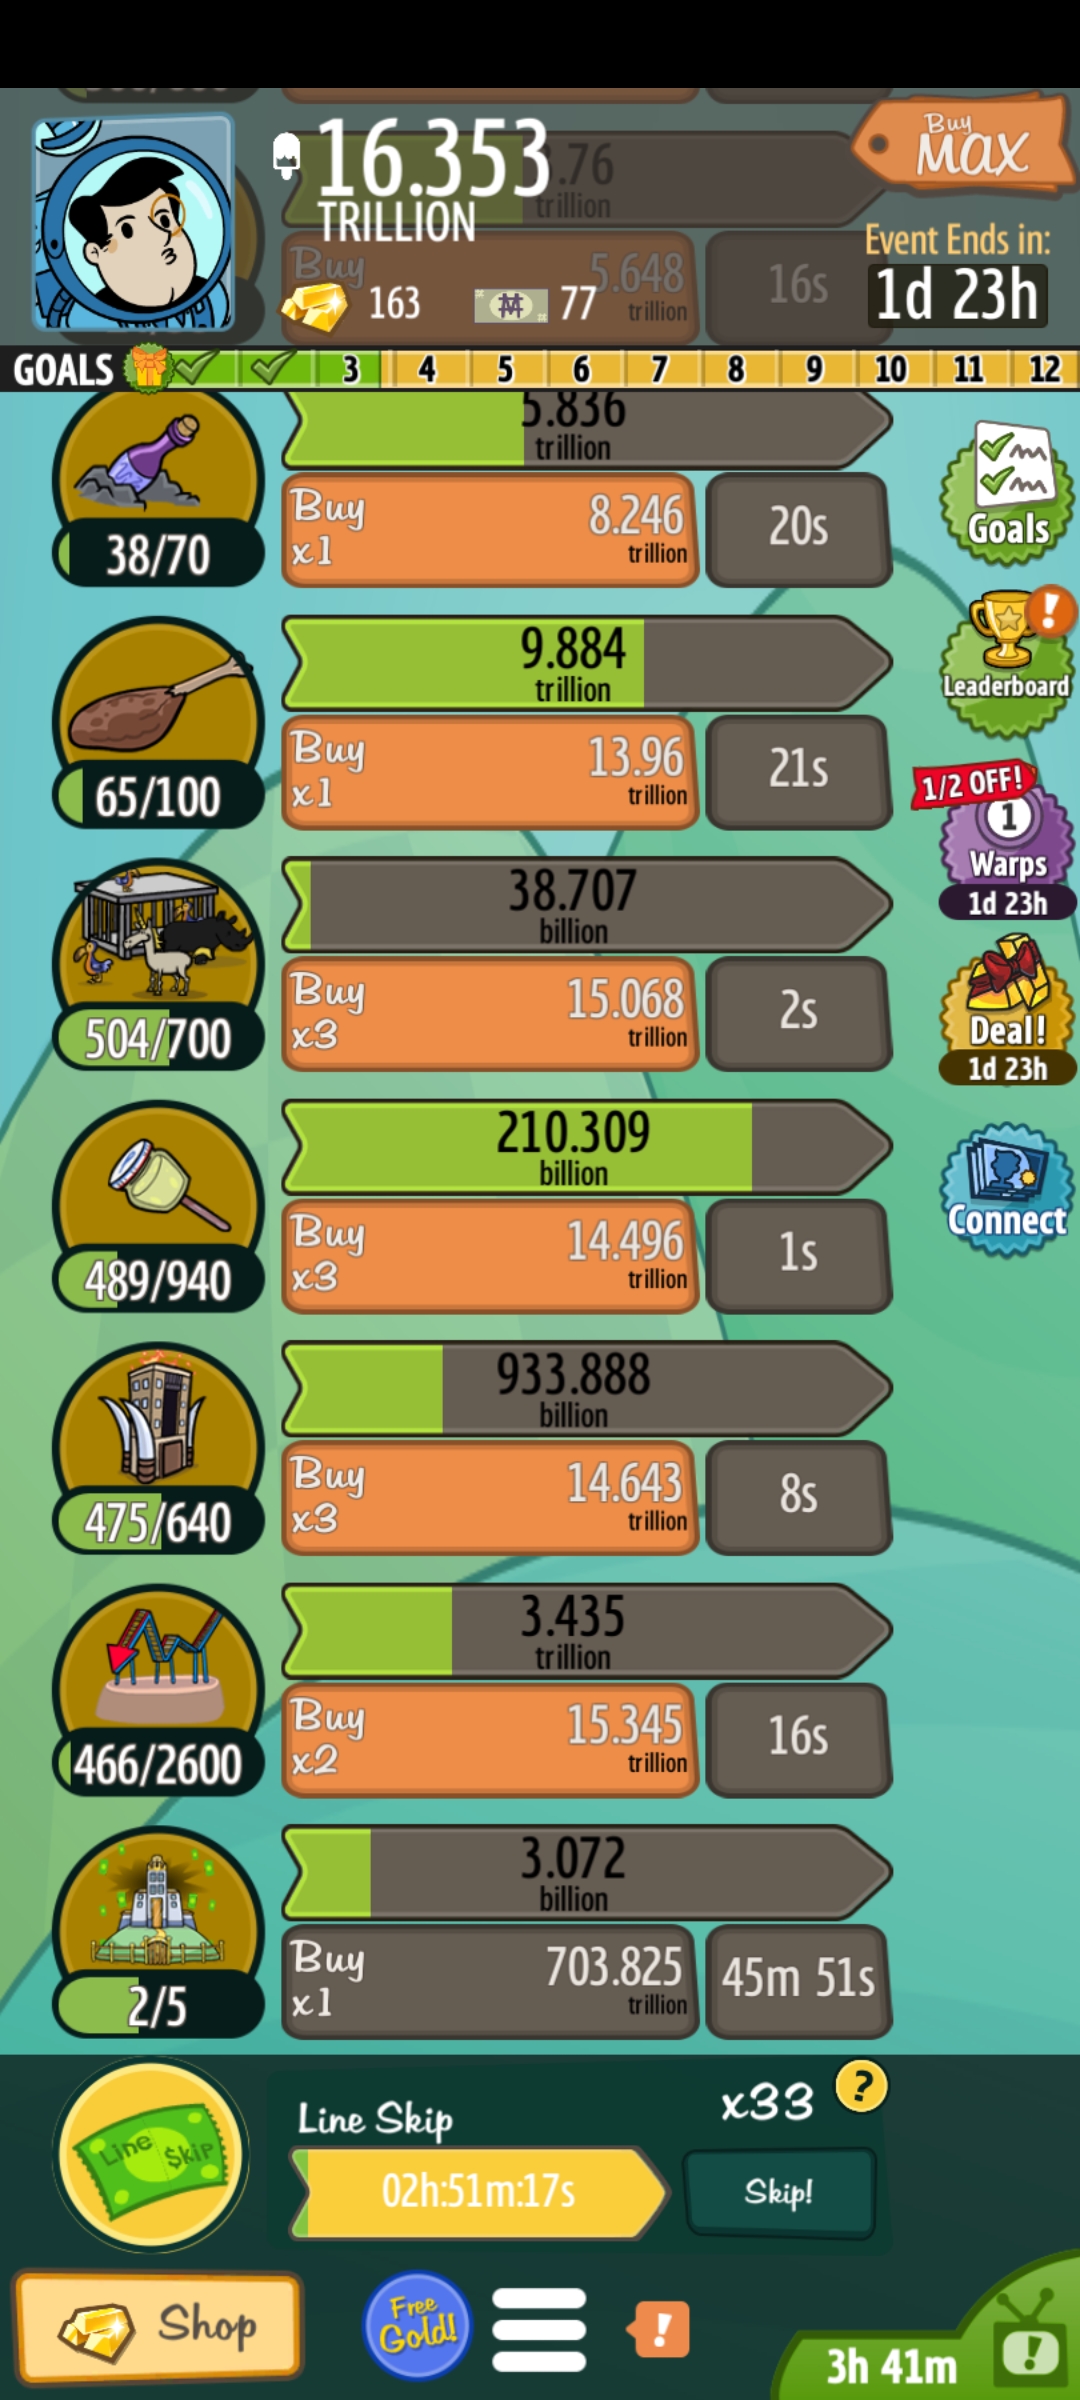 Buy
MAX
16.353
TRILLION
.76
trillion
Event Ends in:
1d 23h
Buy
5.648
trillion
16s
163
77
GOALS 3 4 5 6 7 8 9 10 11 12
5.836
trillion
Buy
x1
8.246
trillion
20s
38/70
Goals
9.884
trillion
Buy
x1
13.96
trillion
21s
65/100
Leaderboard
1/2 OFF!
1
Warps
1d 23h
38.707
billion
Buy
x3
15.068
trillion
2s
504/700
Deal!
1d 23h
210.309
billion
Buy
x3
14.496
trillion
1s
489/940
Connect
933.888
billion
Buy
x3
14.643
trillion
8s
475/640
3.435
trillion
Buy
x2
15.345
trillion
16s
466/2600
3.072
billion
Buy
x1
703.825
trillion
45m 51s
2/5
Line $kip
Line Skip
x33
?
02h:51m:17s
Skip!
Shop
Free
Gold!
!
3h 41m
!